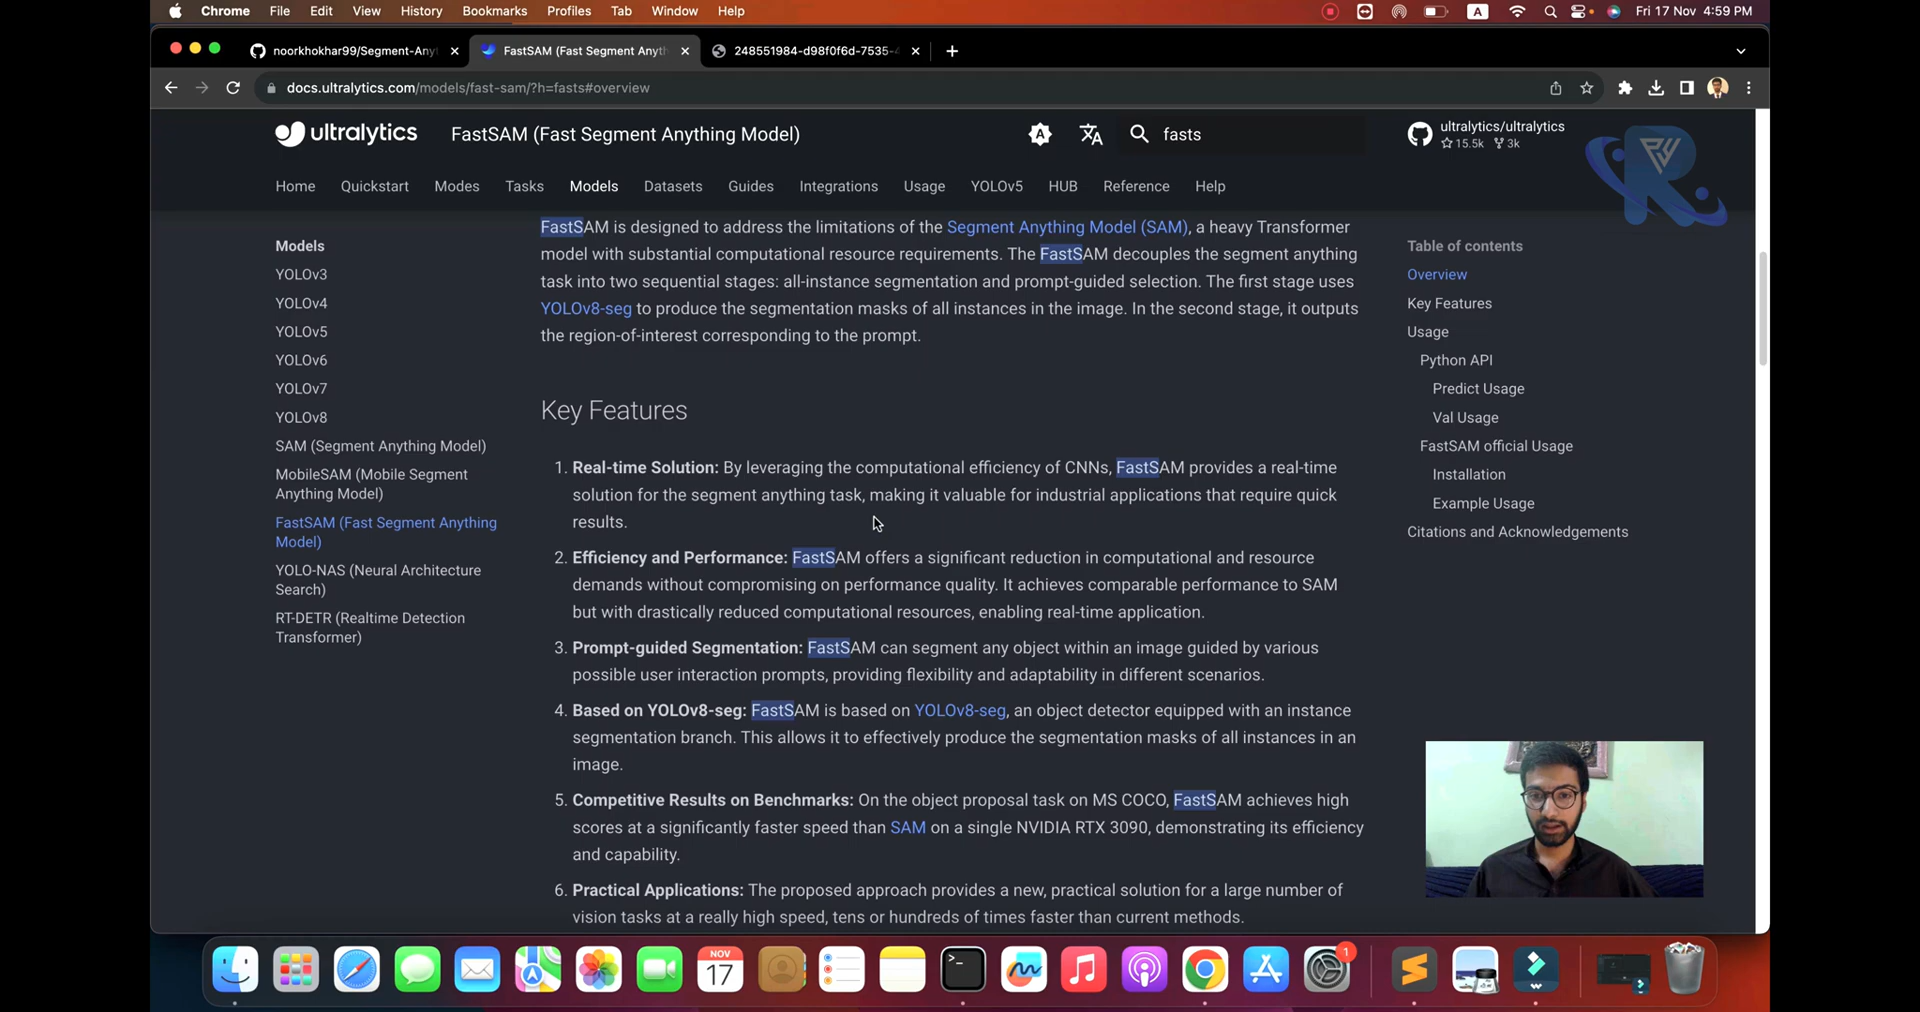 Chrome File Edit View History Bookmarks Profiles Tab Window Help
A Fri 17 Nov 4:59 PM
noorkhokhar99/Segment-Any
FastSAM (Fast Segment Anyth
248551984-d98f0f6d-7535-
docs.ultralytics.com/models/fast-sam/?h=fasts#overview
ultralytics FastSAM (Fast Segment Anything Model) fasts
ultralytics/ultralytics
15.5k 3k
Home Quickstart Modes Tasks Models Datasets Guides Integrations Usage YOLOv5 HUB Reference Help
Models
YOLOv3
YOLOv4
YOLOv5
YOLOv6
YOLOv7
YOLOv8
SAM (Segment Anything Model)
MobileSAM (Mobile Segment
Anything Model)
FastSAM (Fast Segment Anything
Model)
YOLO-NAS (Neural Architecture
Search)
RT-DETR (Realtime Detection
Transformer)
FastSAM is designed to address the limitations of the Segment Anything Model (SAM), a heavy Transformer
model with substantial computational resource requirements. The FastSAM decouples the segment anything
task into two sequential stages: all-instance segmentation and prompt-guided selection. The first stage uses
YOLOv8-seg to produce the segmentation masks of all instances in the image. In the second stage, it outputs
the region-of-interest corresponding to the prompt.
Key Features
1. Real-time Solution: By leveraging the computational efficiency of CNNs, FastSAM provides a real-time
solution for the segment anything task, making it valuable for industrial applications that require quick
results.
2. Efficiency and Performance: FastSAM offers a significant reduction in computational and resource
demands without compromising on performance quality. It achieves comparable performance to SAM
but with drastically reduced computational resources, enabling real-time application.
3. Prompt-guided Segmentation: FastSAM can segment any object within an image guided by various
possible user interaction prompts, providing flexibility and adaptability in different scenarios.
4. Based on YOLOv8-seg: FastSAM is based on YOLOv8-seg, an object detector equipped with an instance
segmentation branch. This allows it to effectively produce the segmentation masks of all instances in an
image.
5. Competitive Results on Benchmarks: On the object proposal task on MS COCO, FastSAM achieves high
scores at a significantly faster speed than SAM on a single NVIDIA RTX 3090, demonstrating its efficiency
and capability.
6. Practical Applications: The proposed approach provides a new, practical solution for a large number of
vision tasks at a really high speed, tens or hundreds of times faster than current methods.
Table of contents
Overview
Key Features
Usage
Python API
Predict Usage
Val Usage
FastSAM official Usage
Installation
Example Usage
Citations and Acknowledgements
NOV
17
1